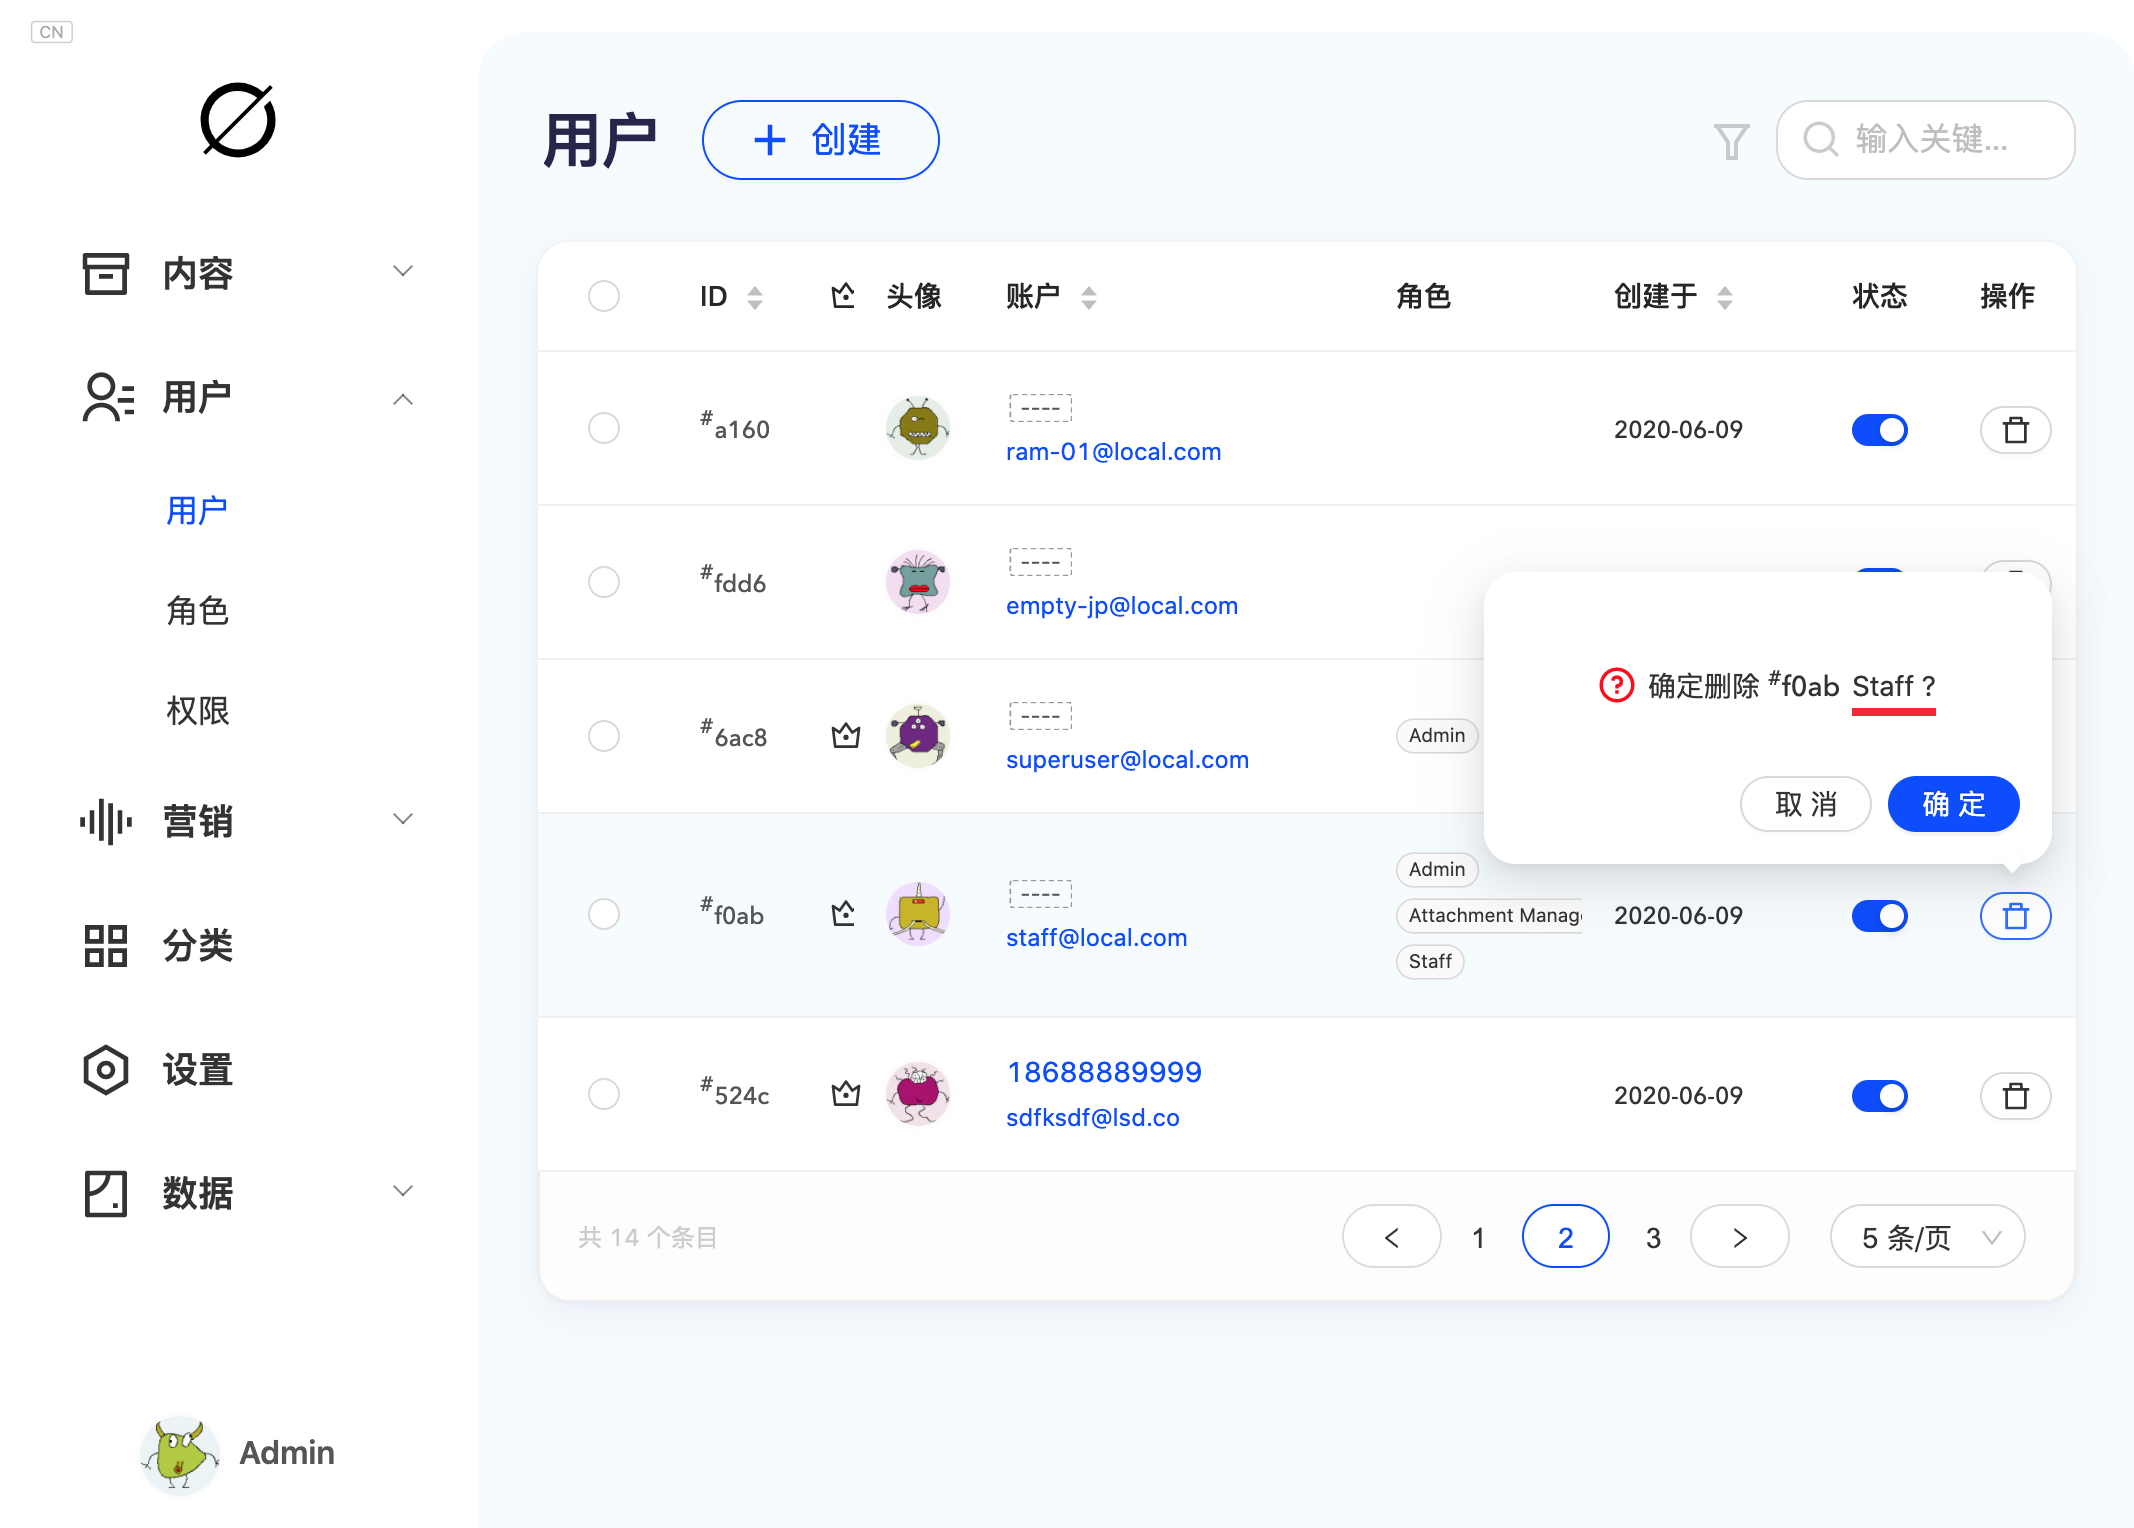 CN
内容
用户
用户
角色
权限
营销
分类
设置
数据
Admin
用户
创建
输入关键...
ID 头像 账户 角色 创建于 状态 操作
#a160 ---- 2020-06-09
ram-01@local.com
#fdd6 ----
empty-jp@local.com
#6ac8 ---- Admin
superuser@local.com
确定删除 #f0ab Staff ?
取消 确定
#f0ab ---- Admin
Attachment Manag 2020-06-09
staff@local.com
Staff
#524c 18688889999 2020-06-09
sdfksdf@lsd.co
共 14 个条目 < 1 2 3 > 5 条/页